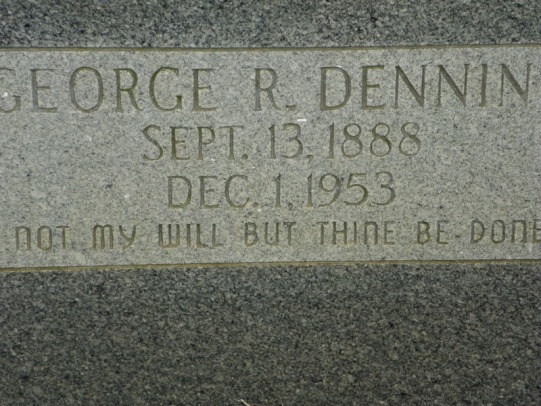 GEORGE R. DENNIN
SEPT. 13, 1888
DEC. 1, 1953
NOT MY WILL BUT THINE BE-DONE